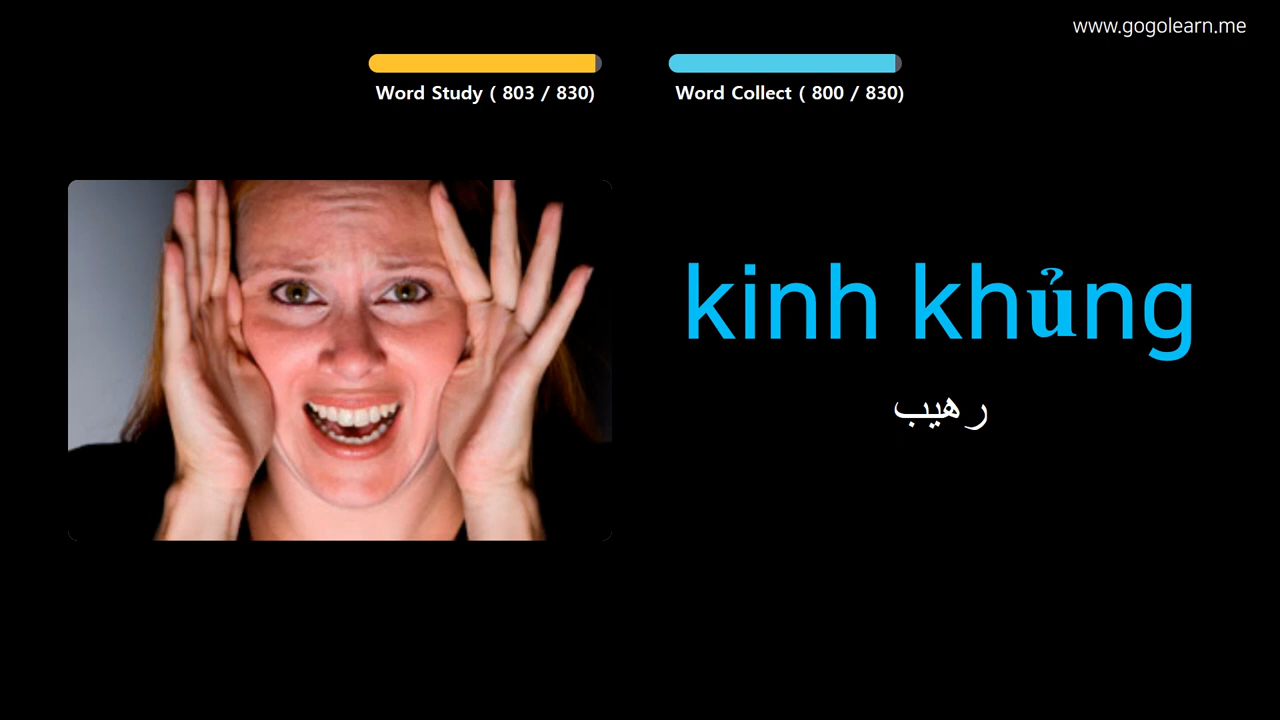 www.gogolearn.me
Word Study ( 803 / 830)
Word Collect ( 800 / 830)
kinh khủng
رهيب